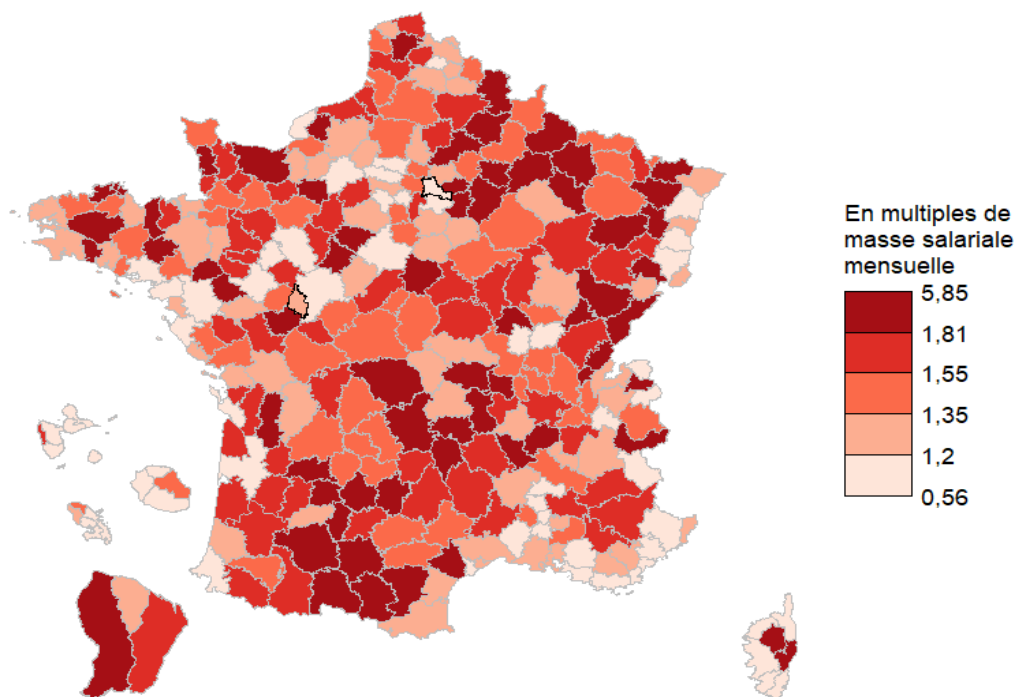 En multiples de
masse salariale
mensuelle
5,85
1,81
1,55
1,35
1,2
0,56